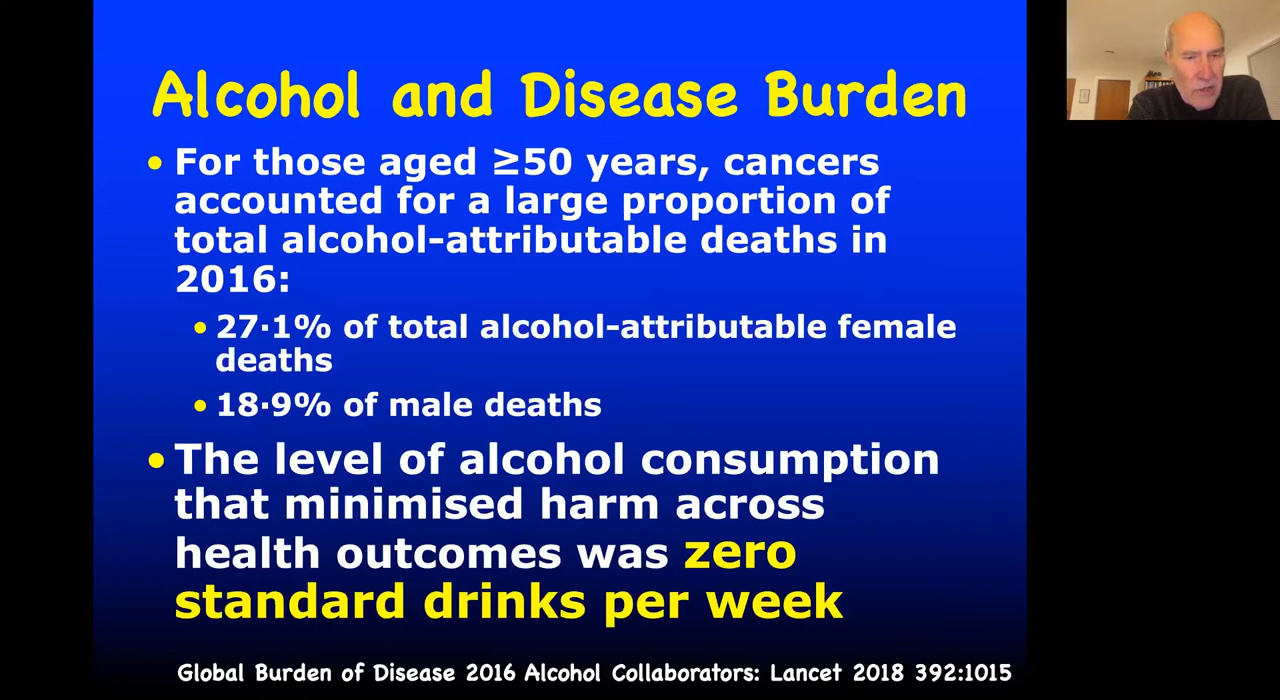 Alcohol and Disease Burden
• For those aged ≥50 years, cancers
accounted for a large proportion of
total alcohol-attributable deaths in
2016:
• 27·1% of total alcohol-attributable female
deaths
• 18·9% of male deaths
• The level of alcohol consumption
that minimised harm across
health outcomes was zero
standard drinks per week
Global Burden of Disease 2016 Alcohol Collaborators: Lancet 2018 392:1015